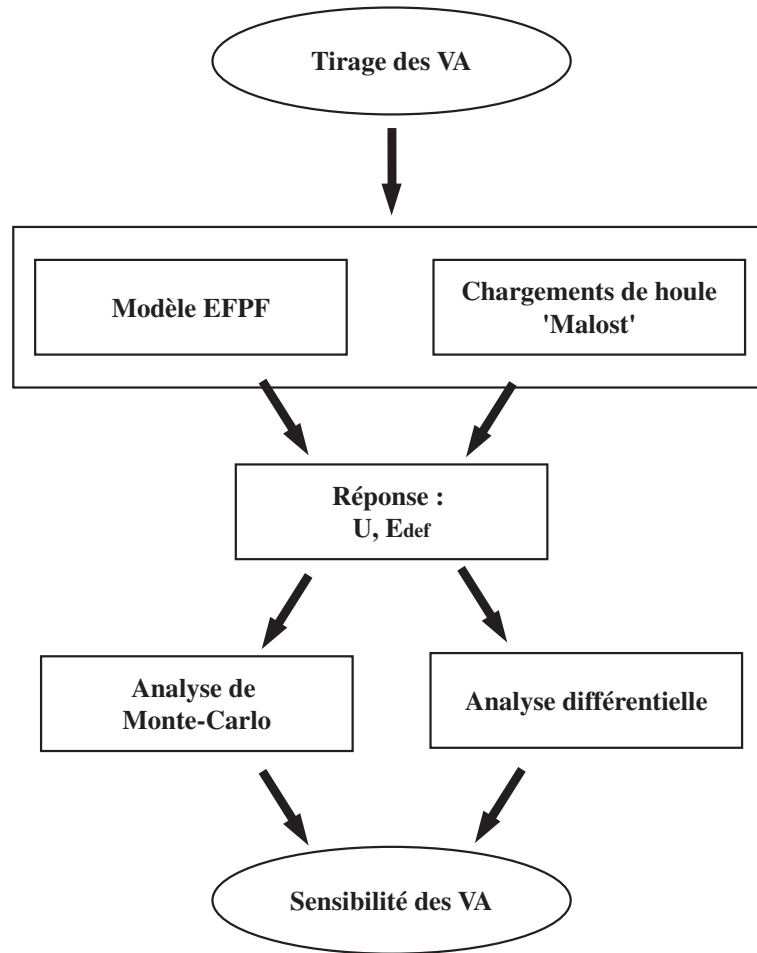 Tirage des VA
Modèle EFPF
Chargements de houle
'Malost'
Réponse :
U, Edef
Analyse de
Monte-Carlo
Analyse différentielle
Sensibilité des VA